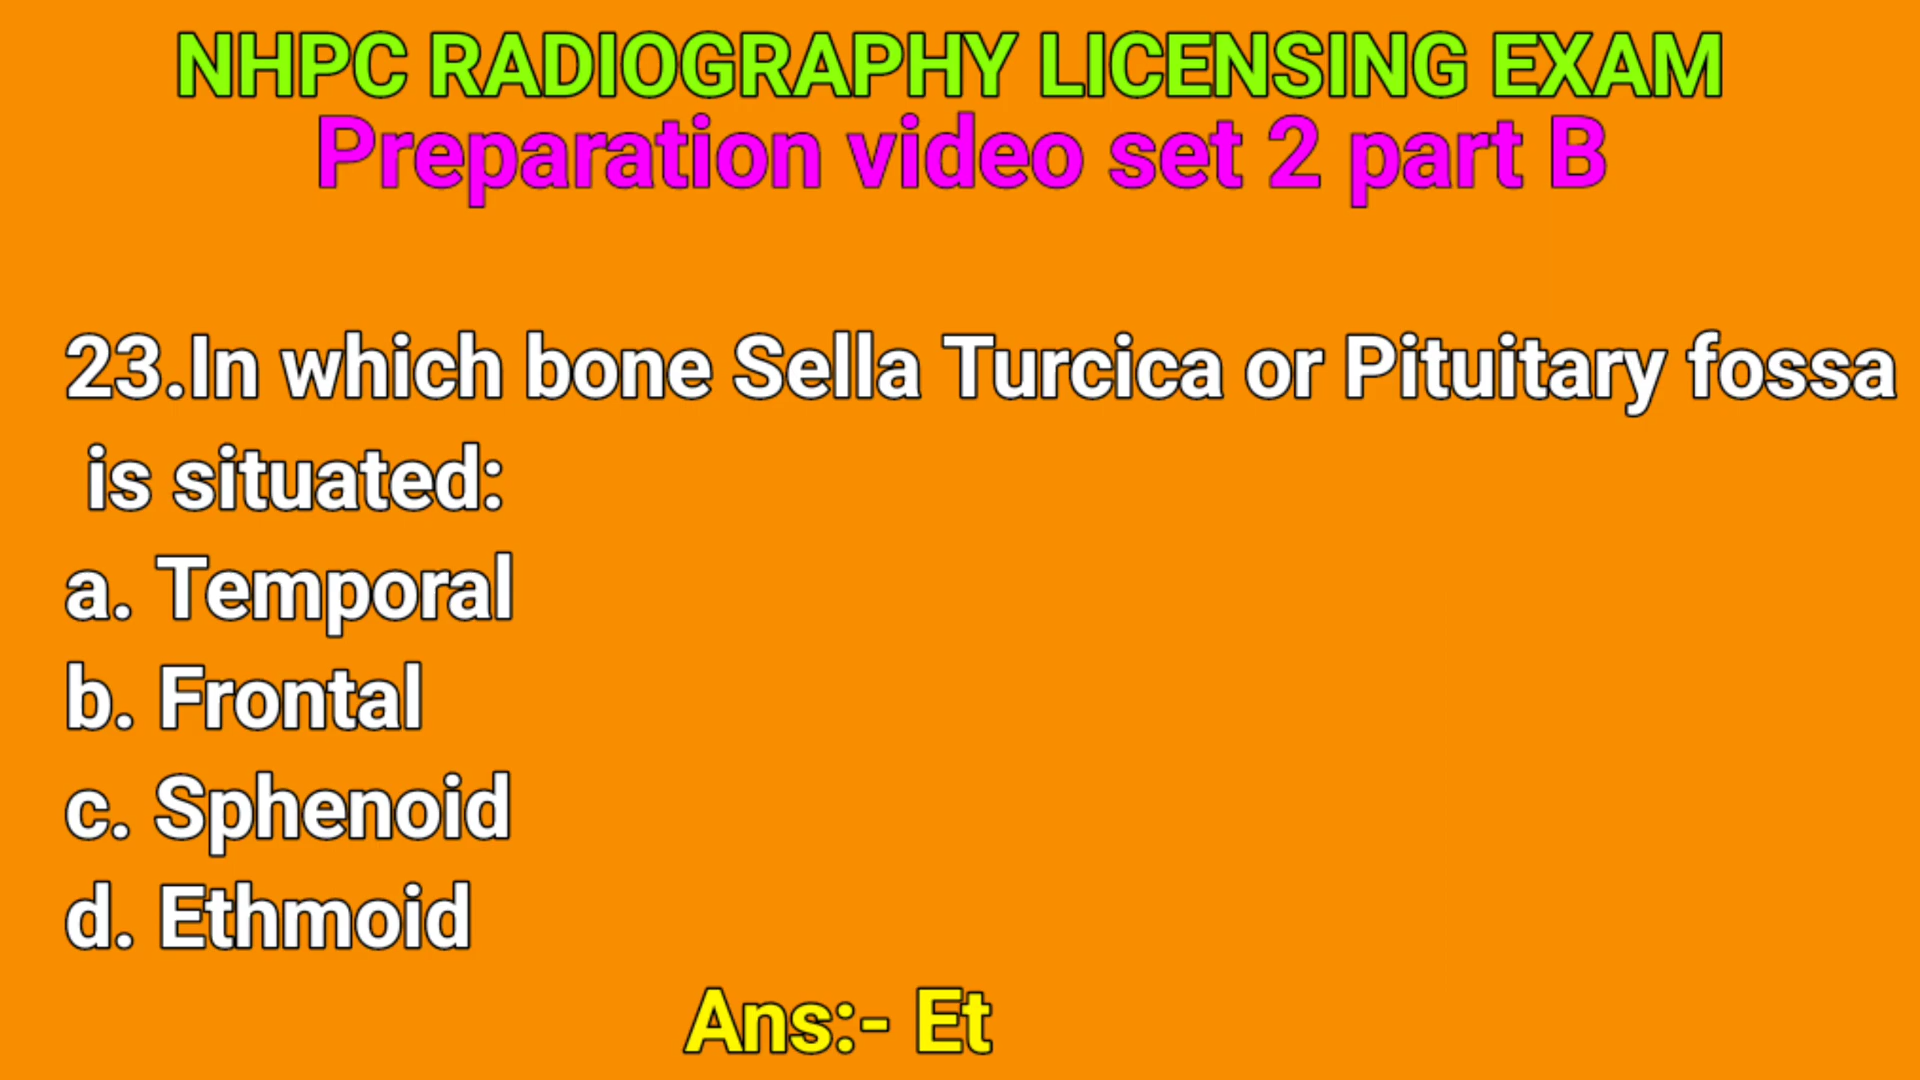 NHPC RADIOGRAPHY LICENSING EXAM
Preparation video set 2 part B
23.In which bone Sella Turcica or Pituitary fossa
is situated:
a. Temporal
b. Frontal
c. Sphenoid
d. Ethmoid
Ans:- Et